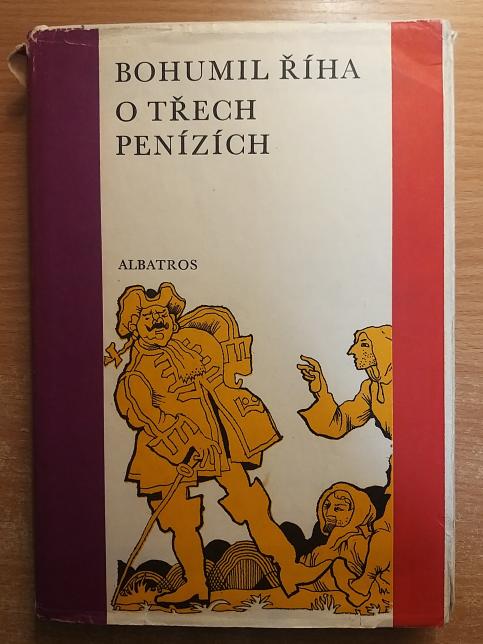 BOHUMIL ŘÍHA
O TŘECH
PENÍZÍCH
ALBATROS